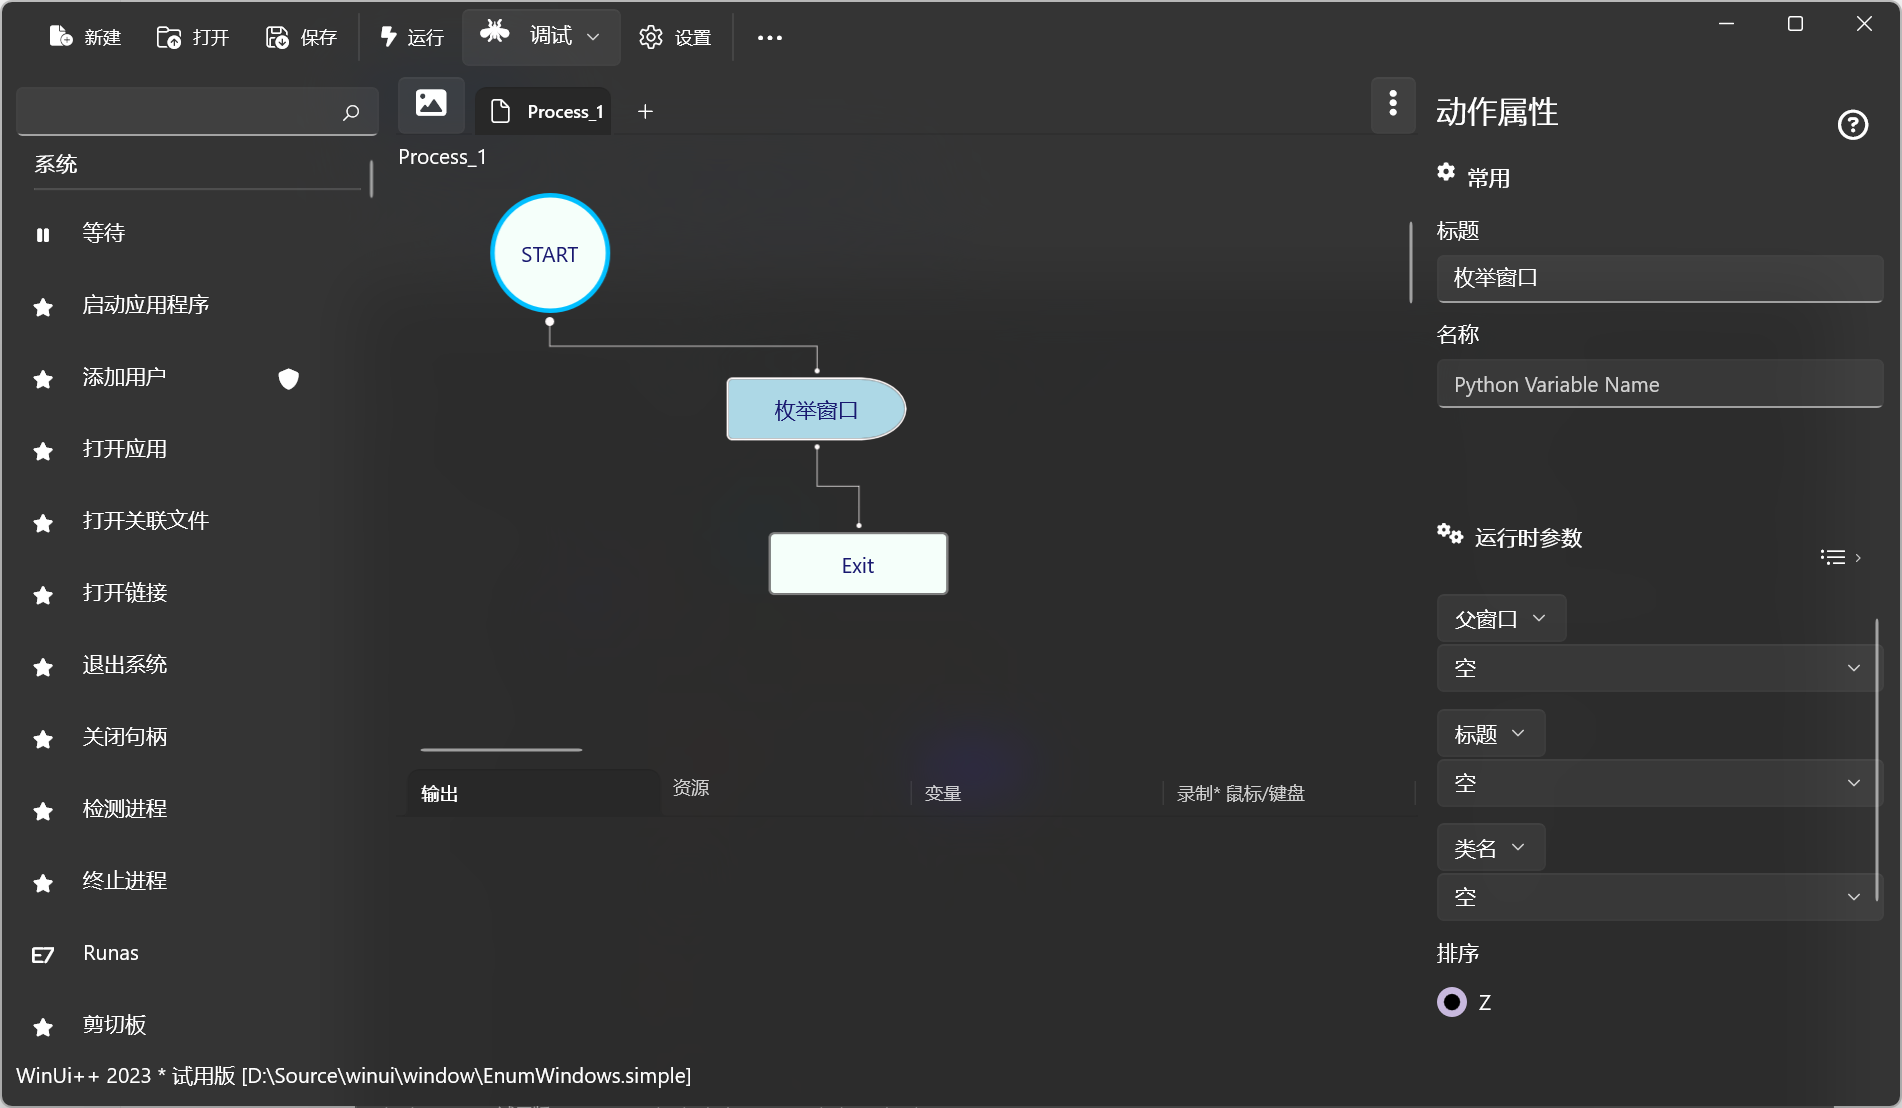 新建
打开
保存
运行
调试
设置
Process_1
系统
等待
启动应用程序
添加用户
打开应用
打开关联文件
打开链接
退出系统
关闭句柄
检测进程
终止进程
Runas
剪切板
Process_1
START
枚举窗口
Exit
输出
资源
变量
录制* 鼠标/键盘
动作属性
常用
标题
枚举窗口
名称
Python Variable Name
运行时参数
父窗口
空
标题
空
类名
空
排序
Z
WinUi++ 2023 * 试用版 [D:\Source\winui\window\EnumWindows.simple]